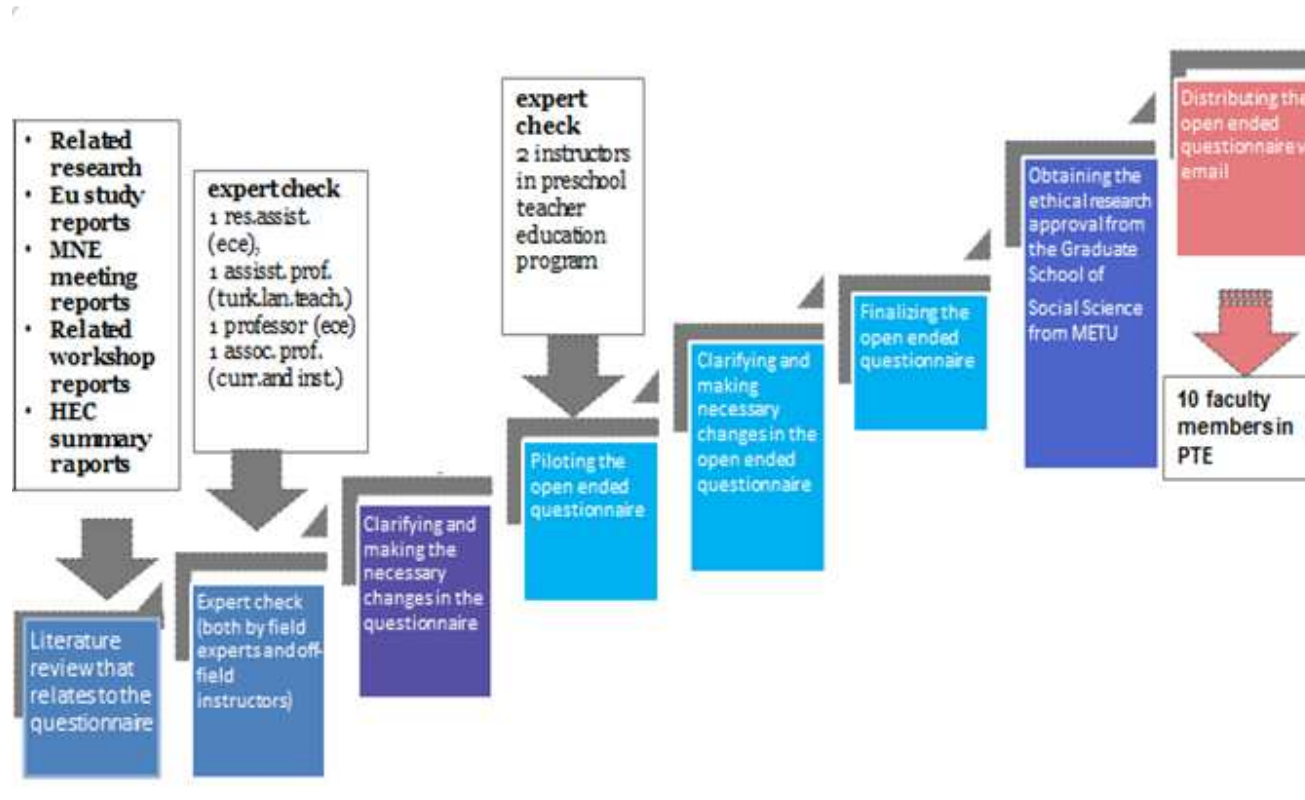 • Related
research
• Eu study
reports
• MNE
meeting
reports
• Related
workshop
reports
• HEC
summary
raports
Literature
review that
relates to the
questionnaire
expert check
1 res.assist.
(ece),
1 assisst. prof.
(turk.lan.teach.)
1 professor (ece)
1 assoc. prof.
(curr.and inst.)
Expert check
(both by field
experts and off-
field
instructors)
Clarifying and
making the
necessary
changes in the
questionnaire
expert
check
2 instructors
in preschool
teacher
education
program
Piloting the
open ended
questionnaire
Clarifying and
making
necessary
changes in the
open ended
questionnaire
Finalizing the
open ended
questionnaire
Obtaining the
ethical research
approval from
the Graduate
School of
Social Science
from METU
Distributing the
open ended
questionnaire
email
10 faculty
members in
PTE